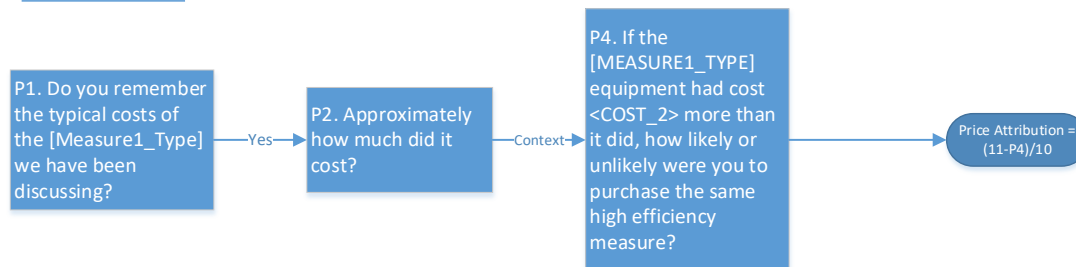 P1. Do you remember
the typical costs of
the [Measure1_Type]
we have been
discussing?
Yes
P2. Approximately
how much did it
cost?
Context
P4. If the
[MEASURE1_TYPE]
equipment had cost
<COST_2> more than
it did, how likely or
unlikely were you to
purchase the same
high efficiency
measure?
Price Attribution =
(11-P4)/10